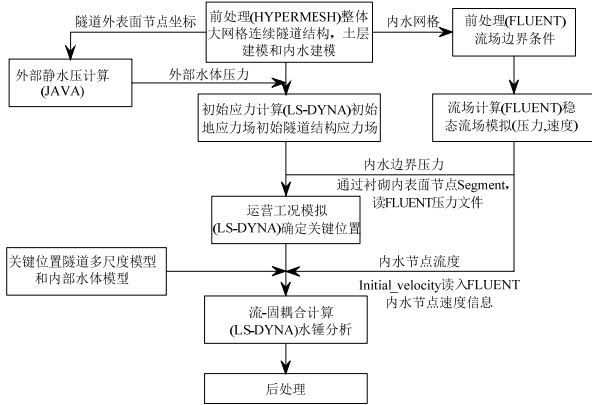 隧道外表面节点坐标
前处理(HYPERMESH)整体
大网格连续隧道结构，土层
建模和内水建模
内水网格
前处理(FLUENT)
流场边界条件
外部静水压计算
(JAVA)
外部水体压力
初始应力计算(LS-DYNA)初始
地应力场初始隧道结构应力场
流场计算(FLUENT)稳
态流场模拟(压力,速度)
内水边界压力
通过衬砌内表面节点Segment，
读FLUENT压力文件
运营工况模拟
(LS-DYNA)确定关键位置
关键位置隧道多尺度模型
和内部水体模型
内水节点流度
Initial_velocity读入FLUENT
内水节点速度信息
流-固耦合计算
(LS-DYNA)水锤分析
后处理